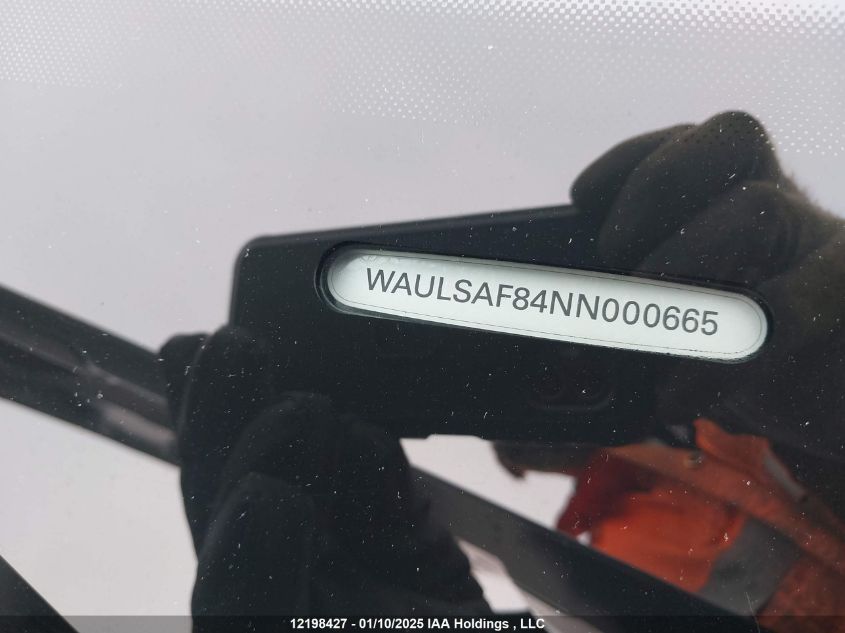 WAULSAF84NN000665
12198427 - 01/10/2025 IAA Holdings , LLC